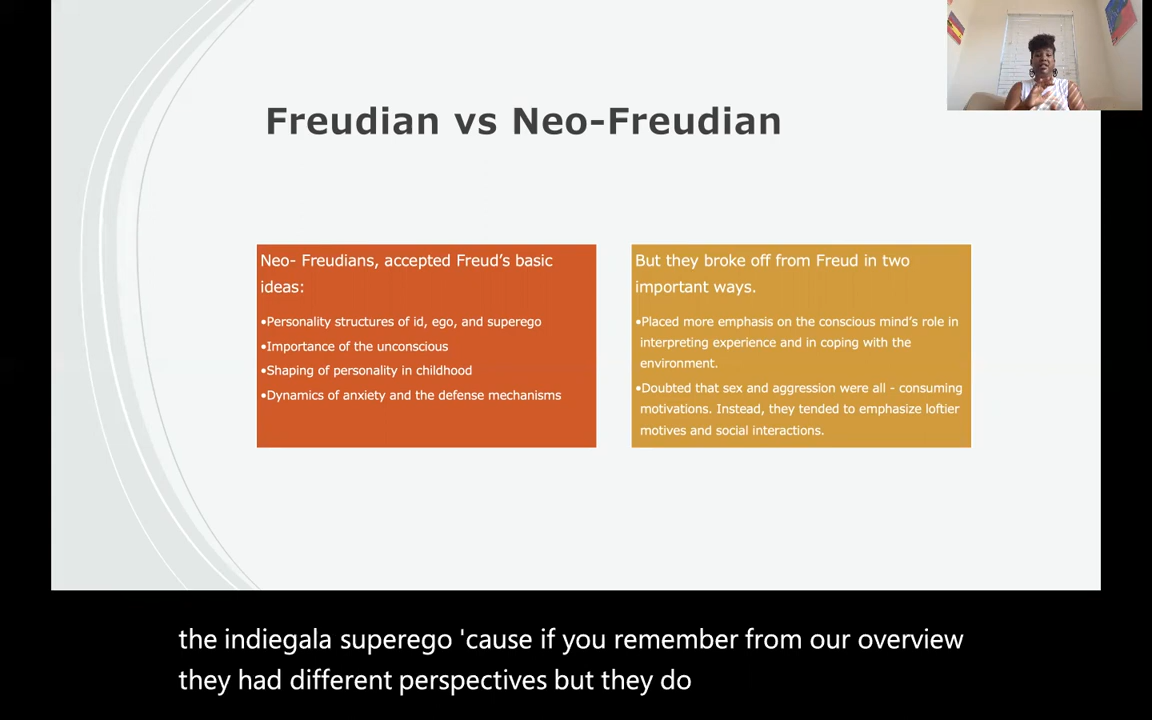 Freudian vs Neo-Freudian
Neo- Freudians, accepted Freud’s basic
ideas:
•Personality structures of id, ego, and superego
•Importance of the unconscious
•Shaping of personality in childhood
•Dynamics of anxiety and the defense mechanisms
But they broke off from Freud in two
important ways.
•Placed more emphasis on the conscious mind’s role in
interpreting experience and in coping with the
environment.
•Doubted that sex and aggression were all - consuming
motivations. Instead, they tended to emphasize loftier
motives and social interactions.
the indiegala superego 'cause if you remember from our overview
they had different perspectives but they do